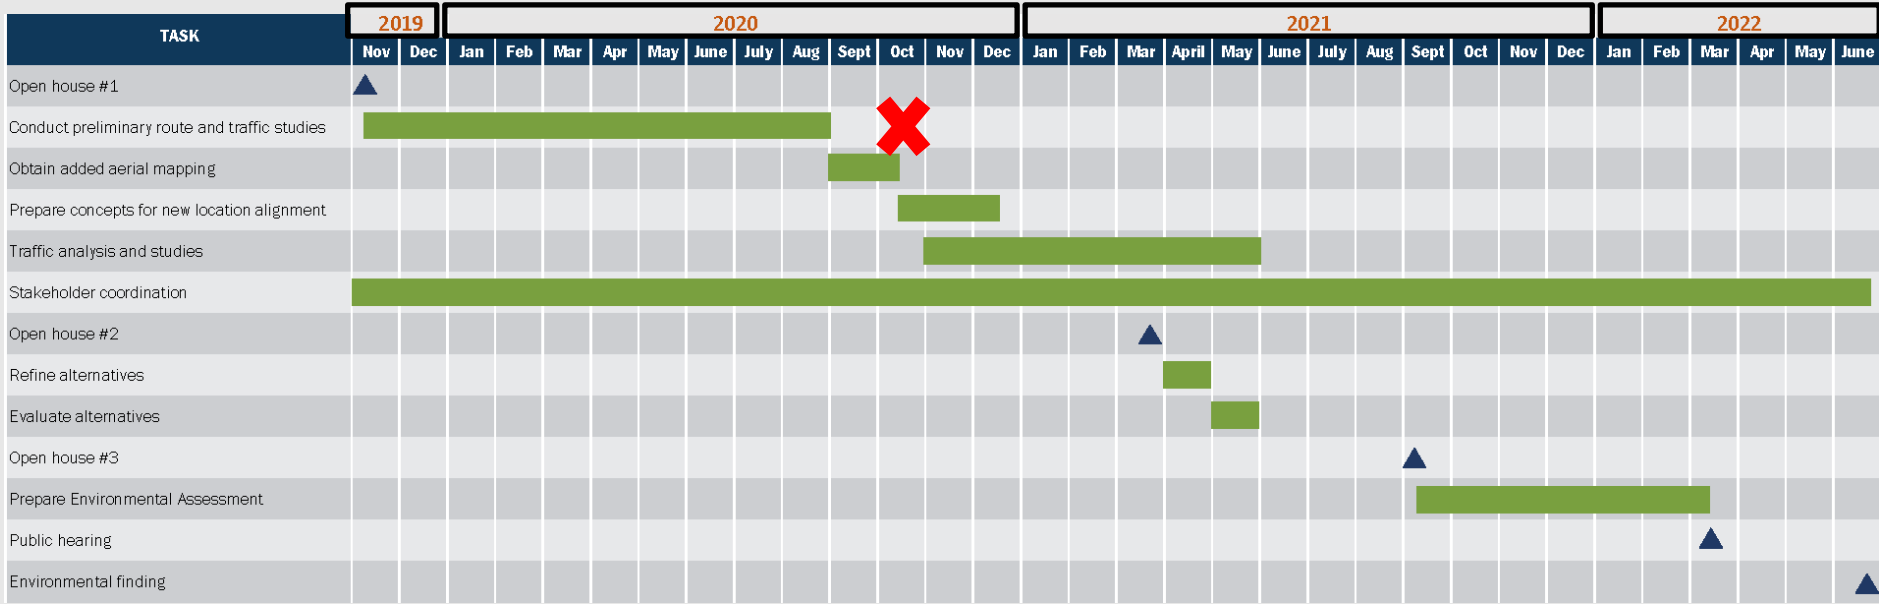 TASK
2019 2020 2021 2022
Nov Dec Jan Feb Mar Apr May June July Aug Sept Oct Nov Dec Jan Feb Mar April May June July Aug Sept Oct Nov Dec Jan Feb Mar Apr May June
Open house #1
Conduct preliminary route and traffic studies
Obtain added aerial mapping
Prepare concepts for new location alignment
Traffic analysis and studies
Stakeholder coordination
Open house #2
Refine alternatives
Evaluate alternatives
Open house #3
Prepare Environmental Assessment
Public hearing
Environmental finding